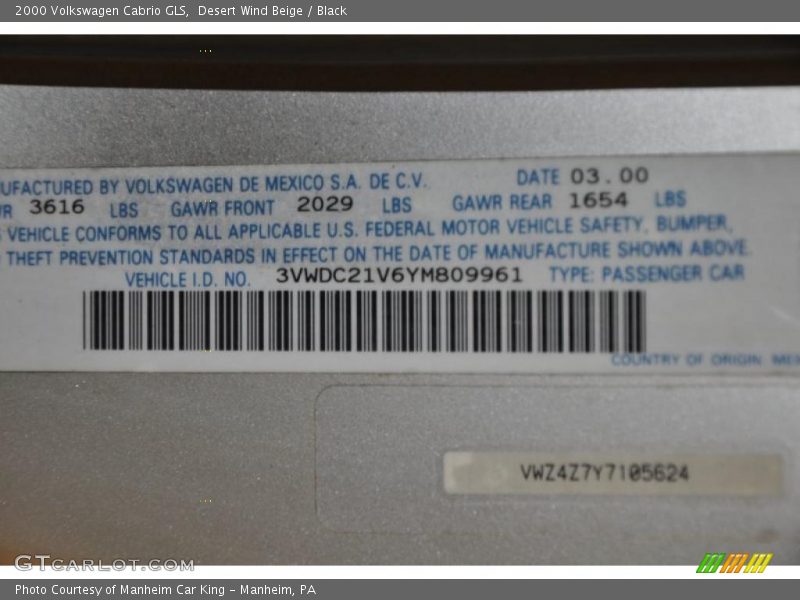 2000 Volkswagen Cabrio GLS, Desert Wind Beige / Black
UFACTURED BY VOLKSWAGEN DE MEXICO S.A. DE C.V. DATE 03.00
WR 3616 LBS GAWR FRONT 2029 LBS GAWR REAR 1654 LBS
VEHICLE CONFORMS TO ALL APPLICABLE U.S. FEDERAL MOTOR VEHICLE SAFETY, BUMPER,
THEFT PREVENTION STANDARDS IN EFFECT ON THE DATE OF MANUFACTURE SHOWN ABOVE.
VEHICLE I.D. NO. 3VWDC21V6YM809961 TYPE: PASSENGER CAR
COUNTRY OF ORIGIN: MEX
VWZ4Z7Y7105624
GTCARLOT.COM
Photo Courtesy of Manheim Car King - Manheim, PA